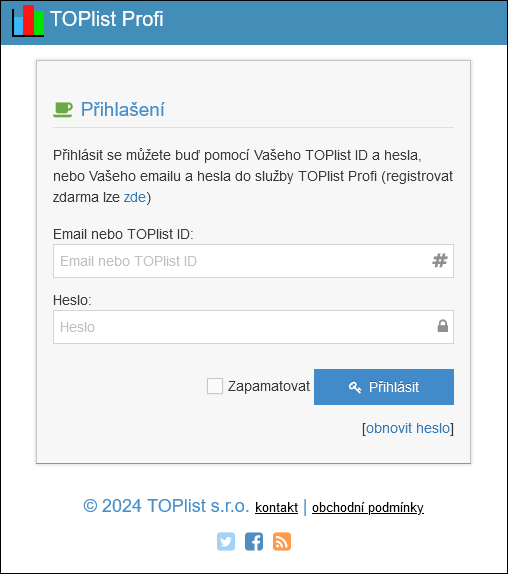 TOPlist Profi
Přihlašení
Přihlásit se můžete buď pomocí Vašeho TOPlist ID a hesla,
nebo Vašeho emailu a hesla do služby TOPlist Profi (registrovat
zdarma lze zde)
Email nebo TOPlist ID:
Email nebo TOPlist ID
Heslo:
Heslo
Zapamatovat Přihlásit
[obnovit heslo]
© 2024 TOPlist s.r.o. kontakt | obchodní podmínky